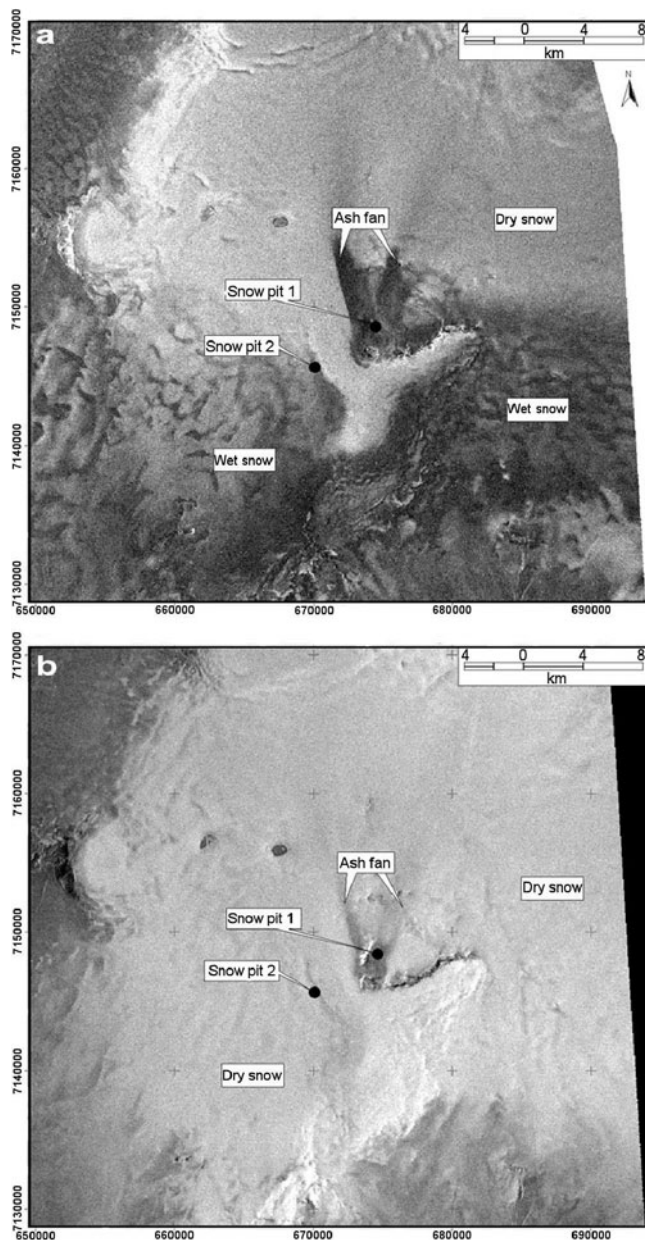 a
4 0 4 8
km
N
7170000
7160000
7150000
7140000
7130000
Ash fan
Dry snow
Snow pit 1
Snow pit 2
Wet snow
Wet snow
650000 660000 670000 680000 690000
b
4 0 4 8
km
7170000
7160000
7150000
7140000
7130000
Ash fan
Dry snow
Snow pit 1
Snow pit 2
Dry snow
650000 660000 670000 680000 690000